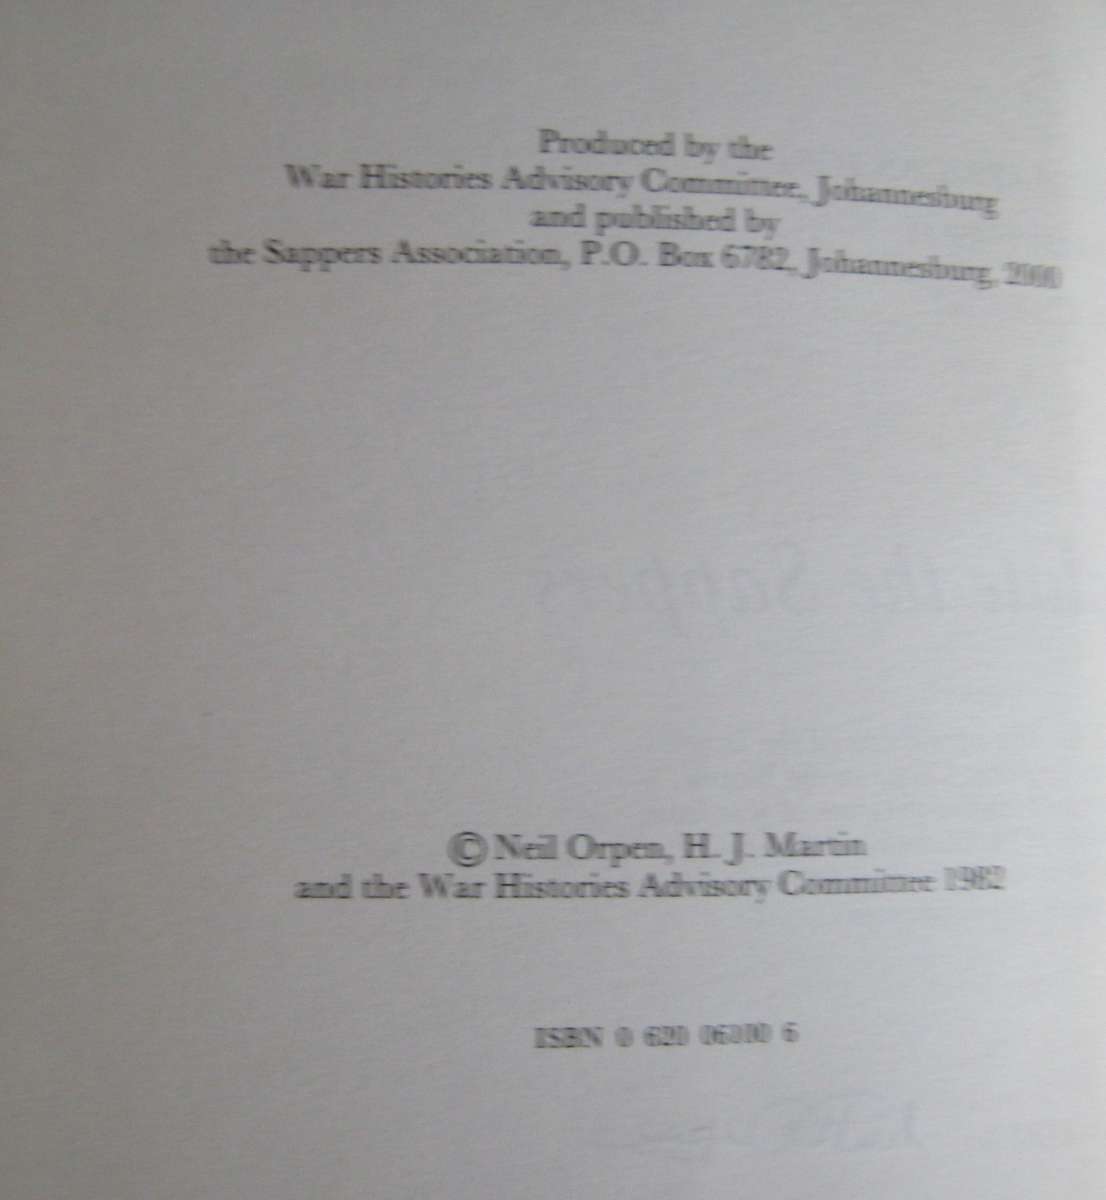 Produced by the
War Histories Advisory Committee, Johannesburg
and published by
the Sappers Association, P.O. Box 6782, Johannesburg, 2000
© Neil Orpen, H. J. Martin
and the War Histories Advisory Committee 1982
ISBN 0 620 06100 6